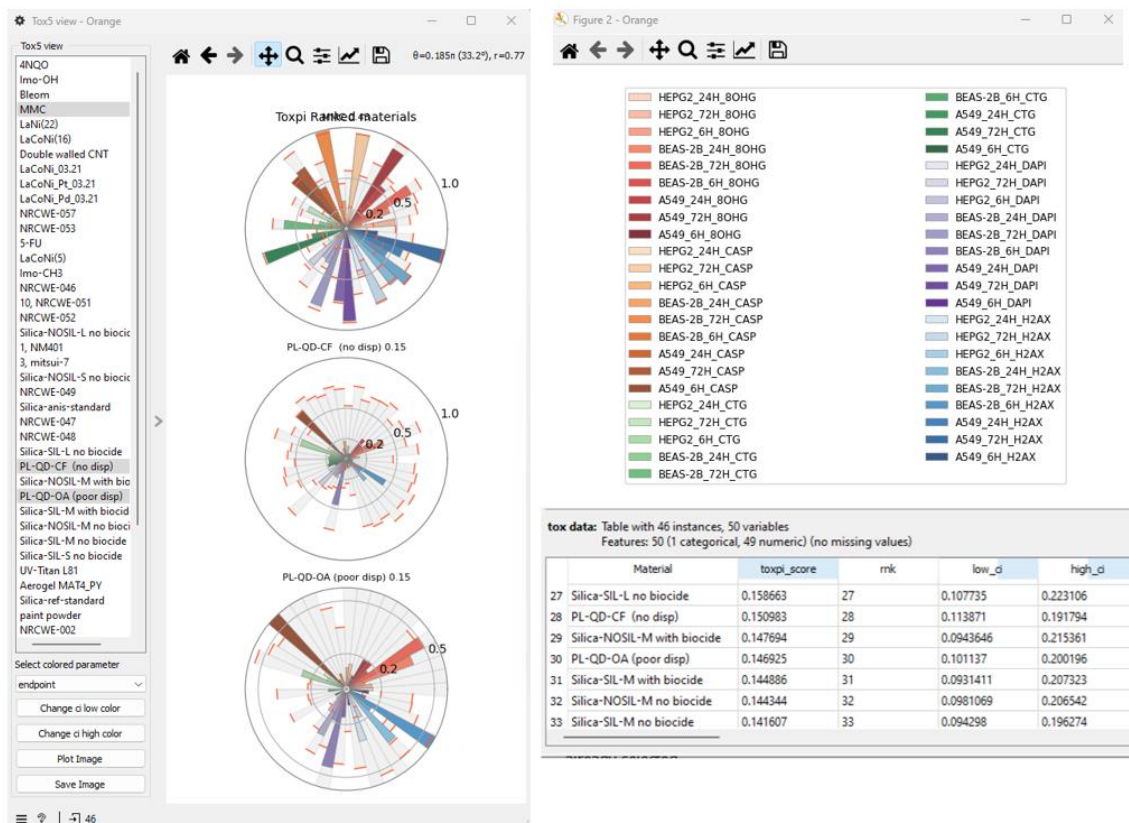 Tox5 view - Orange
Tox5 view
4NQO
Imo-OH
Bleom
MMC
LaNi(22)
LaCoNi(16)
Double walled CNT
LaCoNi_03.21
LaCoNi_Pt_03.21
LaCoNi_Pd_03.21
NRCWE-057
NRCWE-053
5-FU
LaCoNi(5)
Imo-CH3
NRCWE-046
10, NRCWE-051
NRCWE-052
Silica-NOSIL-L no biocic
1, NM401
3, mitsui-7
Silica-NOSIL-S no biocic
NRCWE-049
Silica-anis-standard
NRCWE-047
NRCWE-048
Silica-SIL-L no biocide
PL-QD-CF (no disp)
Silica-NOSIL-M with bio
PL-QD-OA (poor disp)
Silica-SIL-M with biocid
Silica-NOSIL-M no bioci
Silica-SIL-M no biocide
Silica-SIL-S no biocide
UV-Titan L81
Aerogel MAT4_PY
Silica-ref-standard
paint powder
NRCWE-002
Select colored parameter
endpoint
Change ci low color
Change ci high color
Plot Image
Save Image
46
θ=0.185π (33.2°), r=0.77
Toxpi Ranked materials
1.0
0.5
0.2
PL-QD-CF (no disp) 0.15
1.0
0.5
0.2
PL-QD-OA (poor disp) 0.15
0.5
0.2
Figure 2 - Orange
HEPG2_24H_8OHG
HEPG2_72H_8OHG
HEPG2_6H_8OHG
BEAS-2B_24H_8OHG
BEAS-2B_72H_8OHG
BEAS-2B_6H_8OHG
A549_24H_8OHG
A549_72H_8OHG
A549_6H_8OHG
HEPG2_24H_CASP
HEPG2_72H_CASP
HEPG2_6H_CASP
BEAS-2B_24H_CASP
BEAS-2B_72H_CASP
BEAS-2B_6H_CASP
A549_24H_CASP
A549_72H_CASP
A549_6H_CASP
HEPG2_24H_CTG
HEPG2_72H_CTG
HEPG2_6H_CTG
BEAS-2B_24H_CTG
BEAS-2B_72H_CTG
BEAS-2B_6H_CTG
A549_24H_CTG
A549_72H_CTG
A549_6H_CTG
HEPG2_24H_DAPI
HEPG2_72H_DAPI
HEPG2_6H_DAPI
BEAS-2B_24H_DAPI
BEAS-2B_72H_DAPI
BEAS-2B_6H_DAPI
A549_24H_DAPI
A549_72H_DAPI
A549_6H_DAPI
HEPG2_24H_H2AX
HEPG2_72H_H2AX
HEPG2_6H_H2AX
BEAS-2B_24H_H2AX
BEAS-2B_72H_H2AX
BEAS-2B_6H_H2AX
A549_24H_H2AX
A549_72H_H2AX
A549_6H_H2AX
tox data: Table with 46 instances, 50 variables
Features: 50 (1 categorical, 49 numeric) (no missing values)
Material toxpi_score rnk low_ci high_ci
27 Silica-SIL-L no biocide 0.158663 27 0.107735 0.223106
28 PL-QD-CF (no disp) 0.150983 28 0.113871 0.191794
29 Silica-NOSIL-M with biocide 0.147694 29 0.0943646 0.215361
30 PL-QD-OA (poor disp) 0.146925 30 0.101137 0.200196
31 Silica-SIL-M with biocide 0.144886 31 0.0931411 0.207323
32 Silica-NOSIL-M no biocide 0.144344 32 0.0981069 0.206542
33 Silica-SIL-M no biocide 0.141607 33 0.094298 0.196274